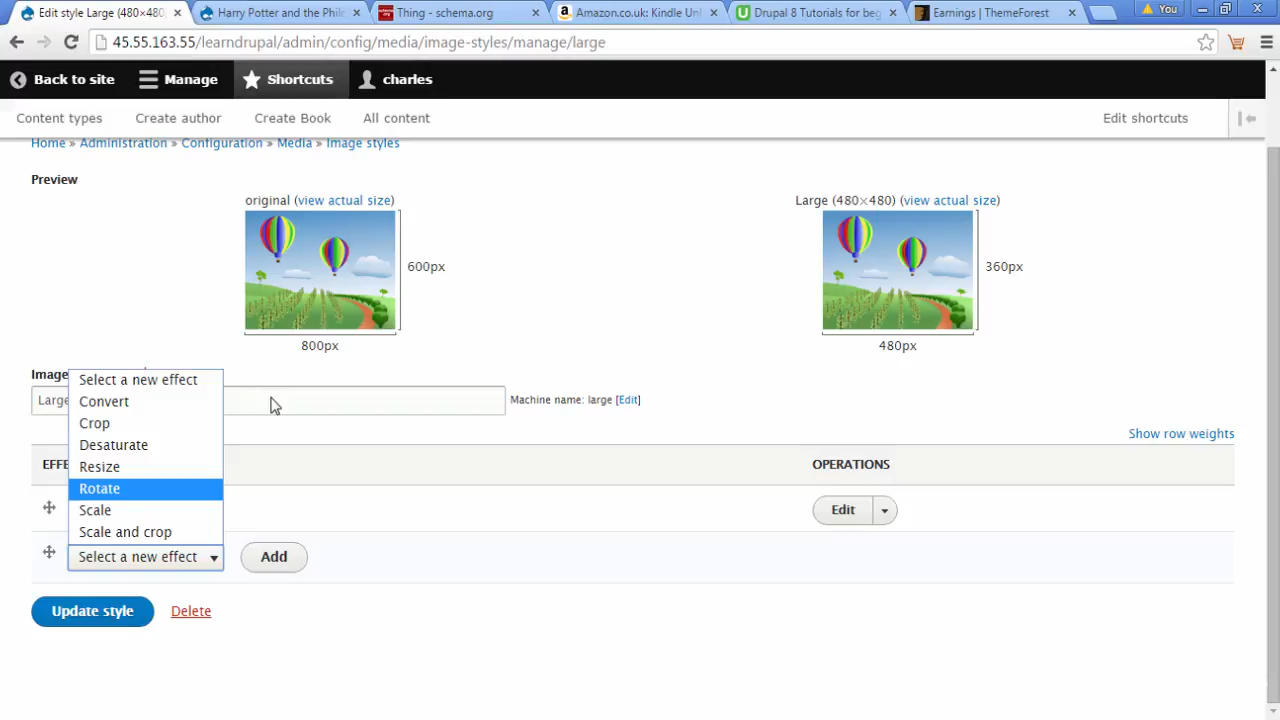 Edit style Large (480×480
Harry Potter and the Phil
Thing - schema.org
Amazon.co.uk: Kindle Unl
Drupal 8 Tutorials for beg
Earnings | ThemeForest
You
45.55.163.55/learndrupal/admin/config/media/image-styles/manage/large
Back to site
Manage
Shortcuts
charles
Content types
Create author
Create Book
All content
Edit shortcuts
Home » Administration » Configuration » Media » Image styles
Preview
original (view actual size)
600px
800px
Large (480×480) (view actual size)
360px
480px
Large
Machine name: large [Edit]
Show row weights
OPERATIONS
Select a new effect
Convert
Crop
Desaturate
Resize
Rotate
Scale
Scale and crop
Edit
Select a new effect
Add
Update style
Delete